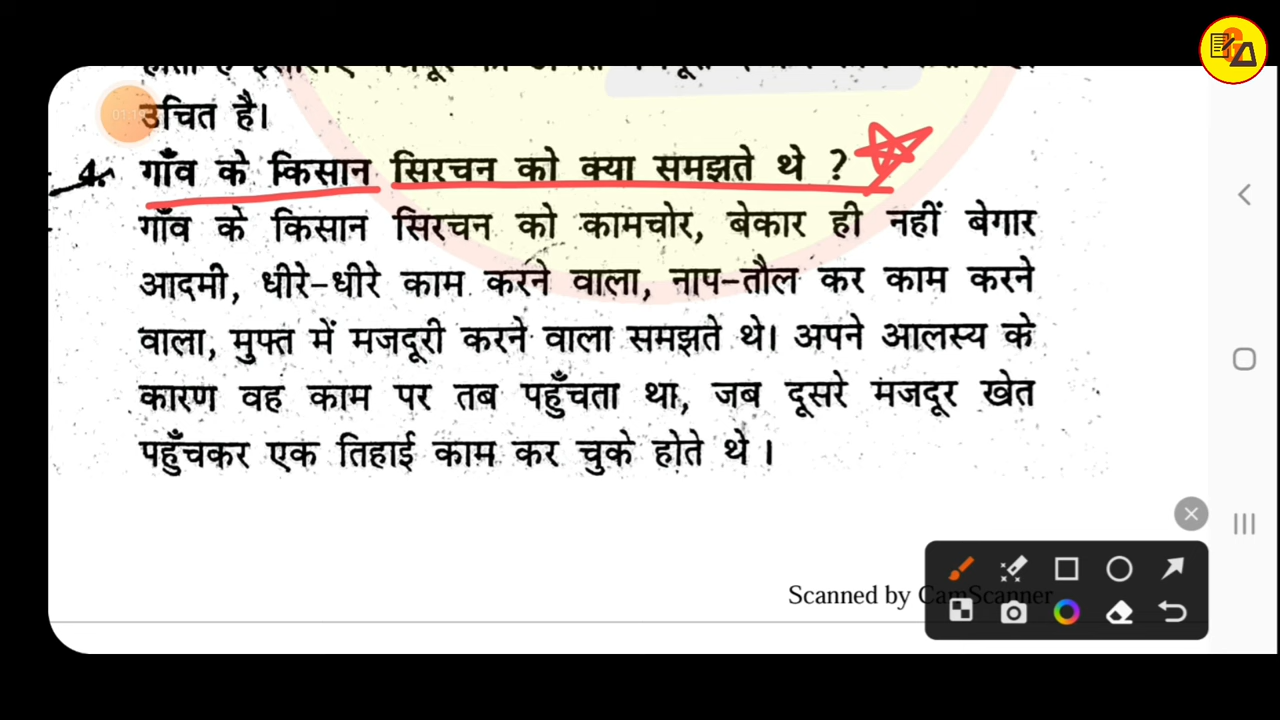 उचित है।
4. गाँव के किसान सिरचन को क्या समझते थे ?
गाँव के किसान सिरचन को कामचोर, बेकार ही नहीं बेगार
आदमी, धीरे-धीरे काम करने वाला, नाप-तौल कर काम करने
वाला, मुफ्त में मजदूरी करने वाला समझते थे। अपने आलस्य के
कारण वह काम पर तब पहुँचता था, जब दूसरे मजदूर खेत
पहुँचकर एक तिहाई काम कर चुके होते थे ।
Scanned by CamScanner